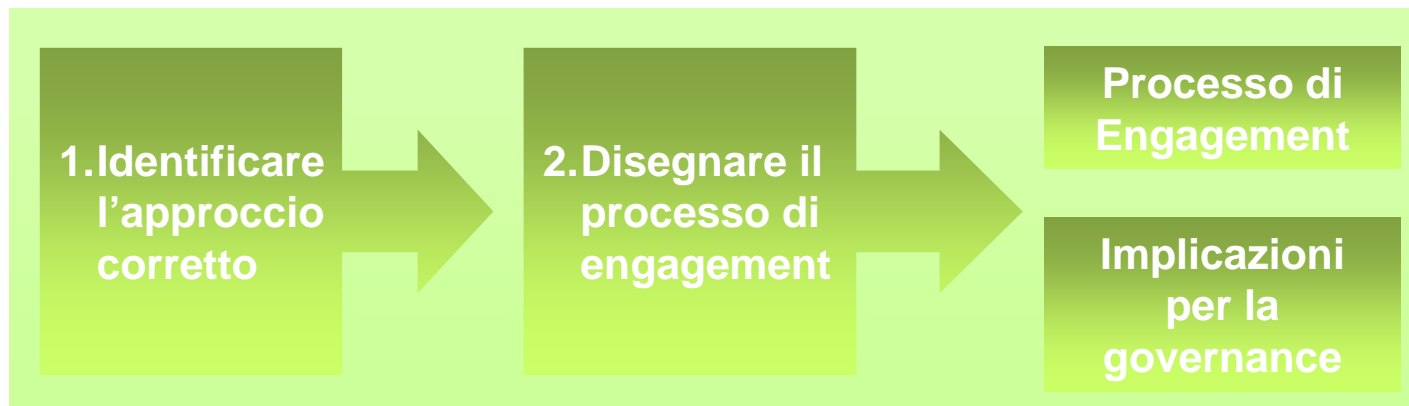 1.Identificare
l’approccio
corretto
2.Disegnare il
processo di
engagement
Processo di
Engagement
Implicazioni
per la
governance